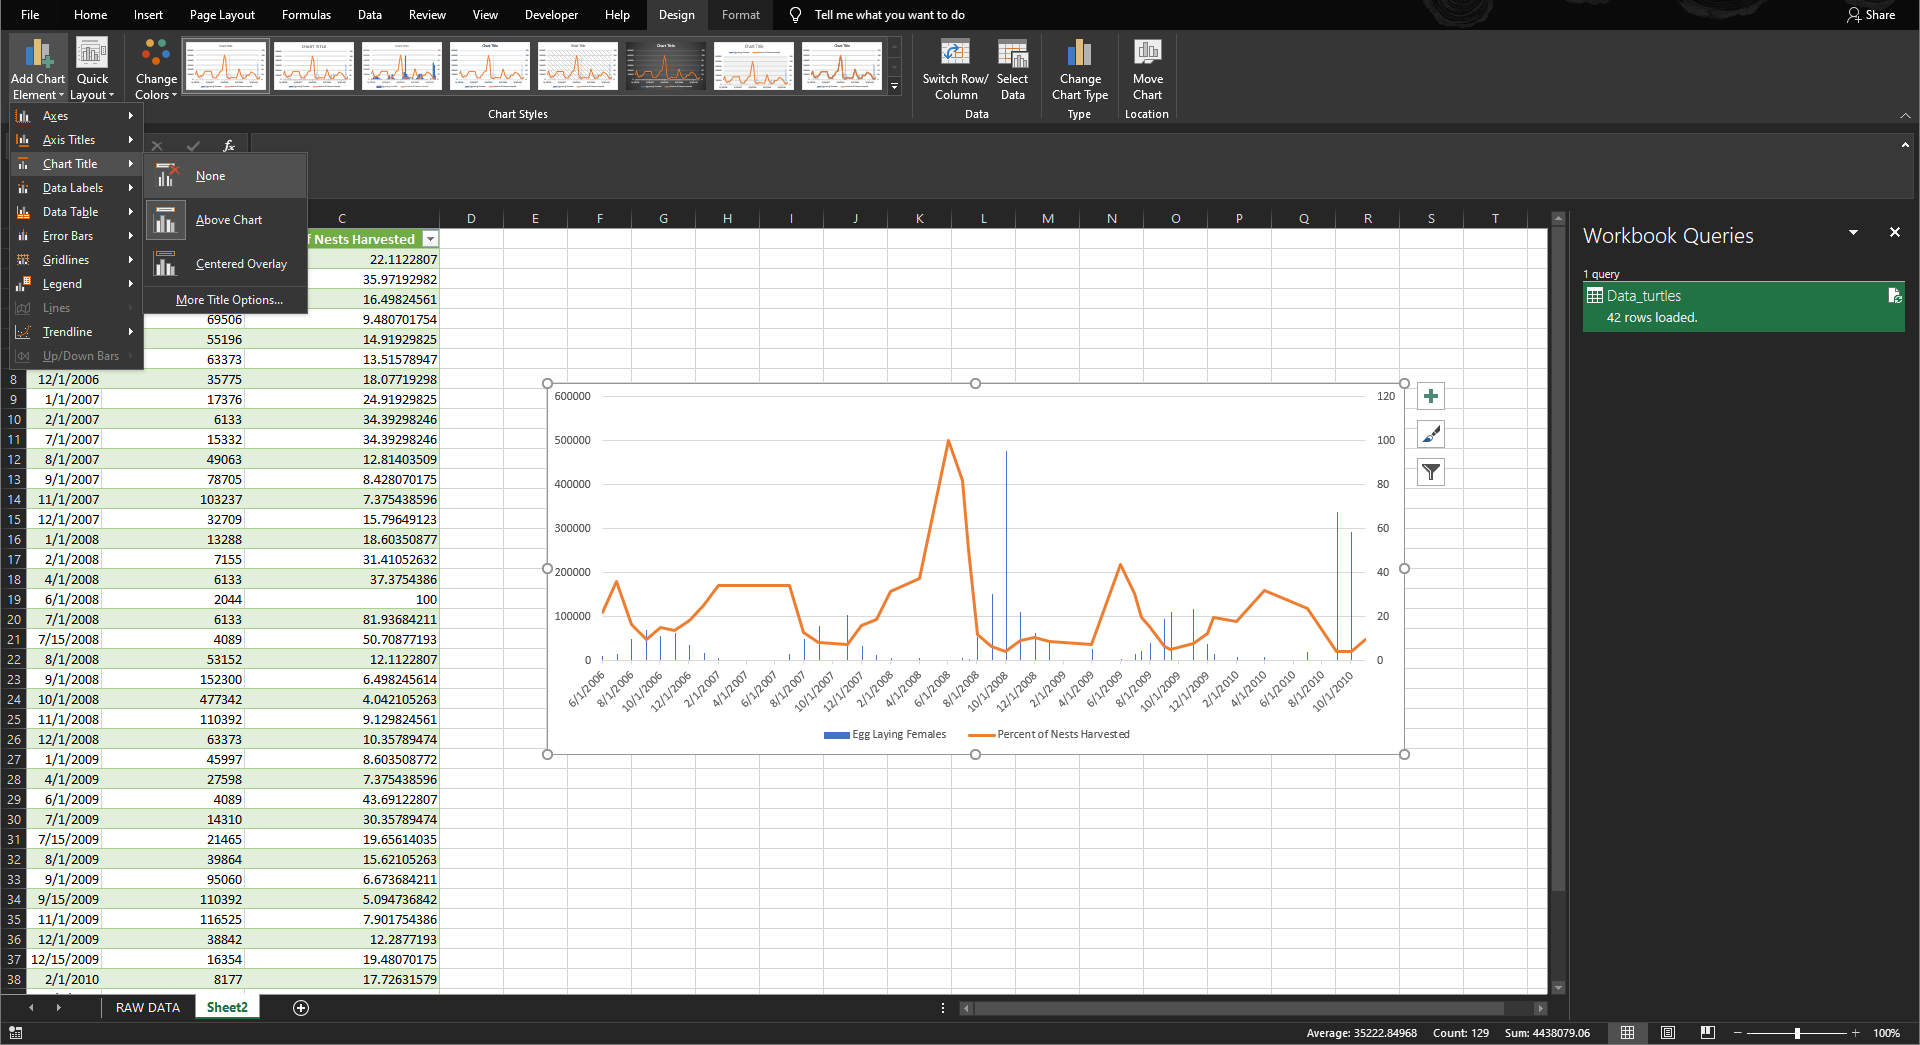 File Home Insert Page Layout Formulas Data Review View Developer Help Design Format Tell me what you want to do Share
Add Chart Element Quick Layout Change Colors Switch Row/ Column Select Data Change Chart Type Move Chart
Chart Styles Data Type Location
Axes
Axis Titles
Chart Title
Data Labels
Data Table
Error Bars
Gridlines
Legend
Lines
Trendline
Up/Down Bars
None
Above Chart
Centered Overlay
More Title Options...
fx
C D E F G H I J K L M N O P Q R S T
f Nests Harvested
22.1122807
35.97192982
16.49824561
69506 9.480701754
55196 14.91929825
63373 13.51578947
8 12/1/2006 35775 18.07719298
9 1/1/2007 17376 24.91929825
10 2/1/2007 6133 34.39298246
11 7/1/2007 15332 34.39298246
12 8/1/2007 49063 12.81403509
13 9/1/2007 78705 8.428070175
14 11/1/2007 103237 7.375438596
15 12/1/2007 32709 15.79649123
16 1/1/2008 13288 18.60350877
17 2/1/2008 7155 31.41052632
18 4/1/2008 6133 37.3754386
19 6/1/2008 2044 100
20 7/1/2008 6133 81.93684211
21 7/15/2008 4089 50.70877193
22 8/1/2008 53152 12.1122807
23 9/1/2008 152300 6.498245614
24 10/1/2008 477342 4.042105263
25 11/1/2008 110392 9.129824561
26 12/1/2008 63373 10.35789474
27 1/1/2009 45997 8.603508772
28 4/1/2009 27598 7.375438596
29 6/1/2009 4089 43.69122807
30 7/1/2009 14310 30.35789474
31 7/15/2009 21465 19.65614035
32 8/1/2009 39864 15.62105263
33 9/1/2009 95060 6.673684211
34 9/15/2009 110392 5.094736842
35 11/1/2009 116525 7.901754386
36 12/1/2009 38842 12.2877193
37 12/15/2009 16354 19.48070175
38 2/1/2010 8177 17.72631579
600000 120
500000 100
400000 80
300000 60
200000 40
100000 20
0 0
6/1/2006 8/1/2006 10/1/2006 12/1/2006 2/1/2007 4/1/2007 6/1/2007 8/1/2007 10/1/2007 12/1/2007 2/1/2008 4/1/2008 6/1/2008 8/1/2008 10/1/2008 12/1/2008 2/1/2009 4/1/2009 6/1/2009 8/1/2009 10/1/2009 12/1/2009 2/1/2010 4/1/2010 6/1/2010 8/1/2010 10/1/2010
Egg Laying Females Percent of Nests Harvested
Workbook Queries
1 query
Data_turtles
42 rows loaded.
RAW DATA Sheet2
Average: 35222.84968 Count: 129 Sum: 4438079.06 100%